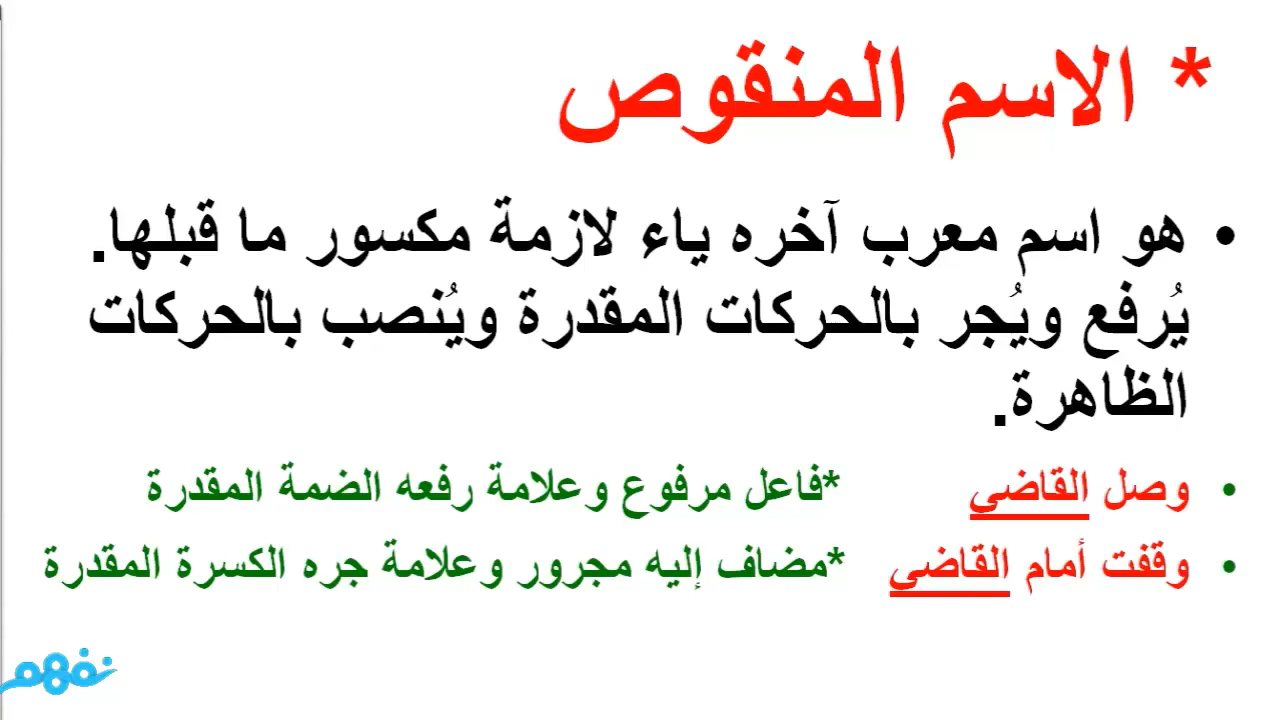 * الاسم المنقوص
• هو اسم معرب آخره ياء لازمة مكسور ما قبلها.
يُرفع ويُجر بالحركات المقدرة ويُنصب بالحركات
الظاهرة.
• وصل القاضي *فاعل مرفوع وعلامة رفعه الضمة المقدرة
• وقفت أمام القاضي *مضاف إليه مجرور وعلامة جره الكسرة المقدرة
نفهم